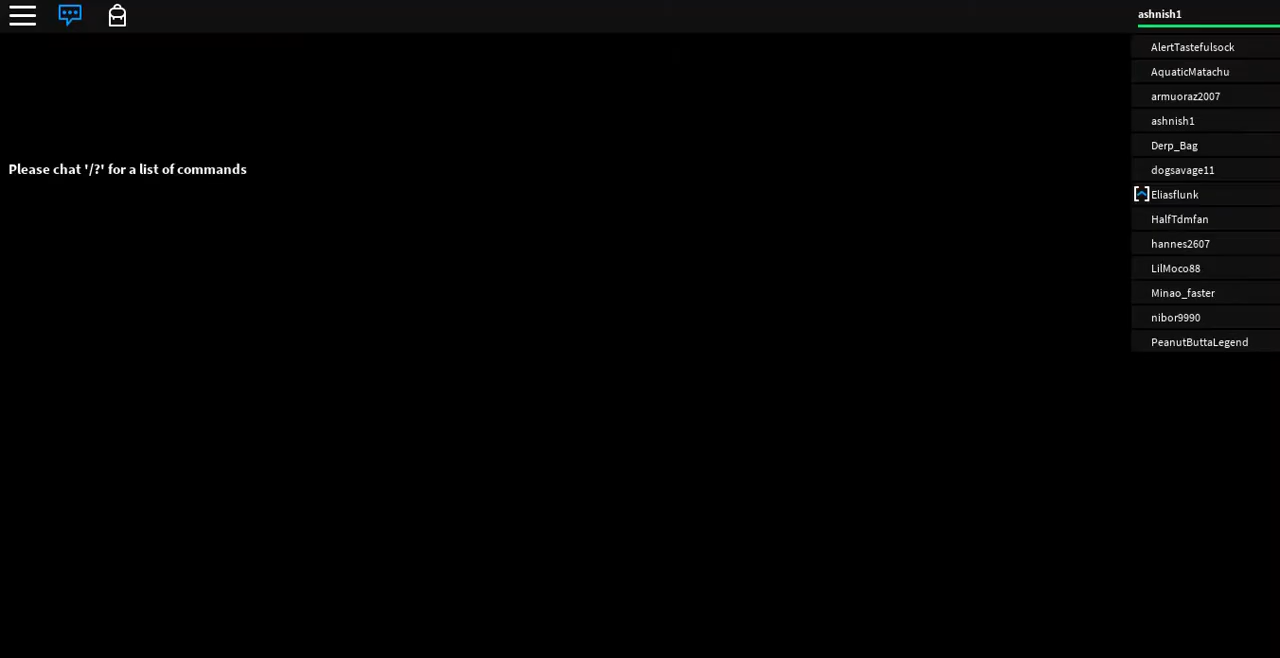 ashnish1
AlertTastefulsock
AquaticMatachu
armuoraz2007
ashnish1
Derp_Bag
Please chat '/?' for a list of commands
dogsavage11
Eliasflunk
HalfTdmfan
hannes2607
LilMoco88
Minao_faster
nibor9990
PeanutButtaLegend